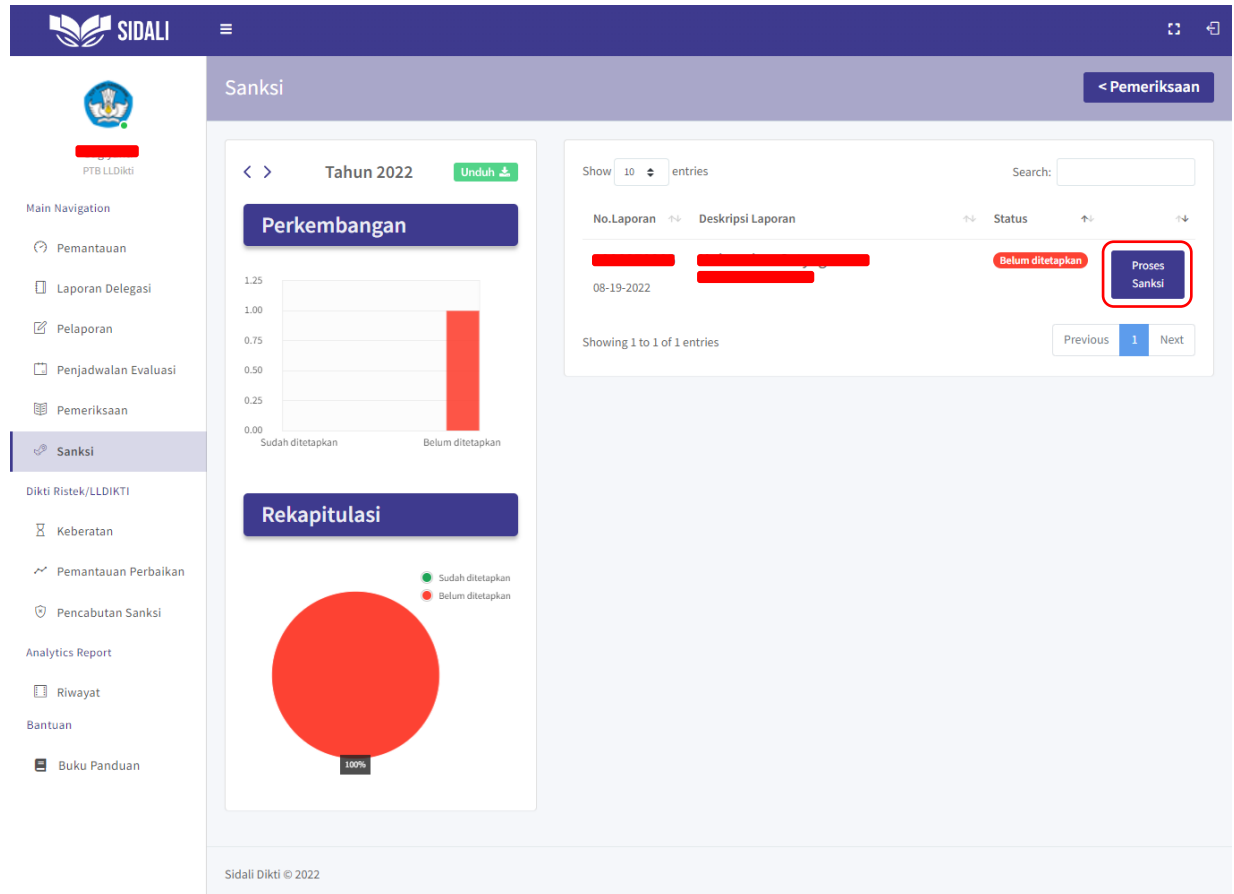 SIDALI
Sanksi
< Pemeriksaan
PTB LLDikti
Main Navigation
Pemantauan
Laporan Delegasi
Pelaporan
Penjadwalan Evaluasi
Pemeriksaan
Sanksi
Dikti Ristek/LLDIKTI
Keberatan
Pemantauan Perbaikan
Pencabutan Sanksi
Analytics Report
Riwayat
Bantuan
Buku Panduan
Tahun 2022
Unduh
Perkembangan
1.25
1.00
0.75
0.50
0.25
0.00
Sudah ditetapkan Belum ditetapkan
Rekapitulasi
Sudah ditetapkan
Belum ditetapkan
100%
Show 10 entries
Search:
No.Laporan Deskripsi Laporan Status
Belum ditetapkan
08-19-2022
Proses
Sanksi
Showing 1 to 1 of 1 entries
Previous 1 Next
Sidali Dikti © 2022